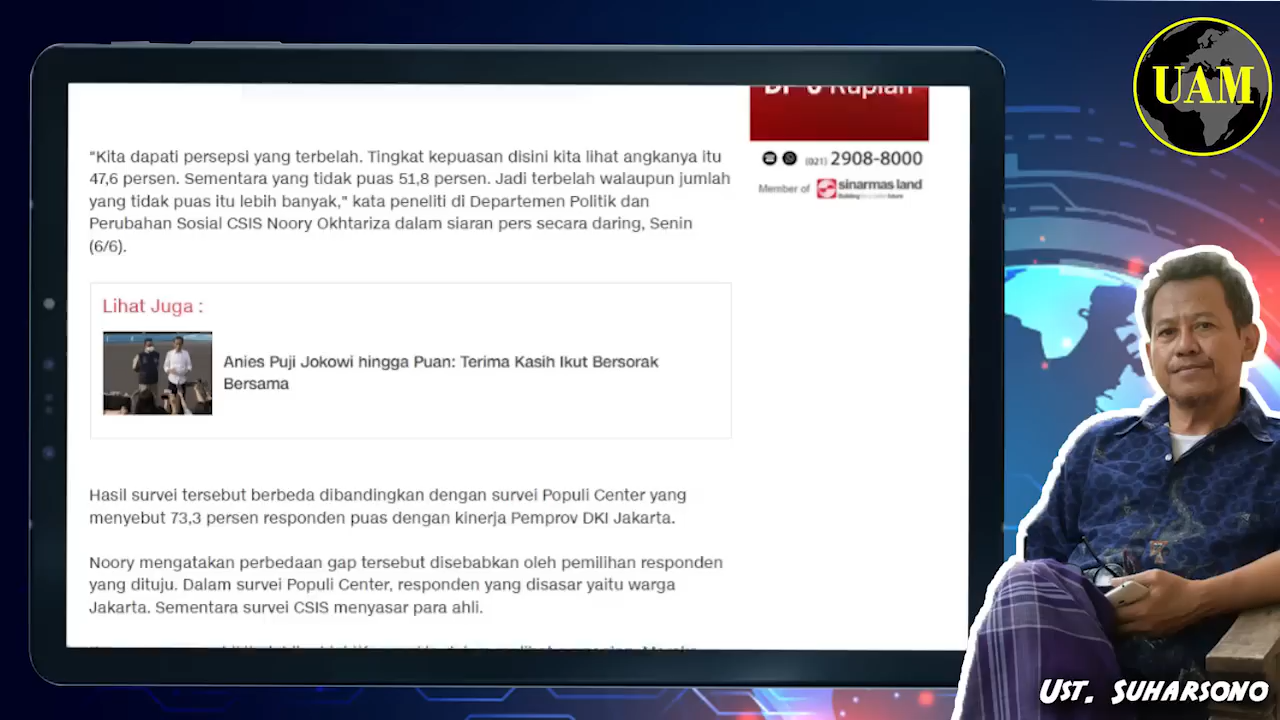 UAM
DP 0 Rupiah
(021) 2908-8000
Member of sinarmas land
"Kita dapati persepsi yang terbelah. Tingkat kepuasan disini kita lihat angkanya itu
47,6 persen. Sementara yang tidak puas 51,8 persen. Jadi terbelah walaupun jumlah
yang tidak puas itu lebih banyak," kata peneliti di Departemen Politik dan
Perubahan Sosial CSIS Noory Okhtariza dalam siaran pers secara daring, Senin
(6/6).
Lihat Juga :
Anies Puji Jokowi hingga Puan: Terima Kasih Ikut Bersorak
Bersama
Hasil survei tersebut berbeda dibandingkan dengan survei Populi Center yang
menyebut 73,3 persen responden puas dengan kinerja Pemprov DKI Jakarta.
Noory mengatakan perbedaan gap tersebut disebabkan oleh pemilihan responden
yang dituju. Dalam survei Populi Center, responden yang disasar yaitu warga
Jakarta. Sementara survei CSIS menyasar para ahli.
UST. SUHARSONO